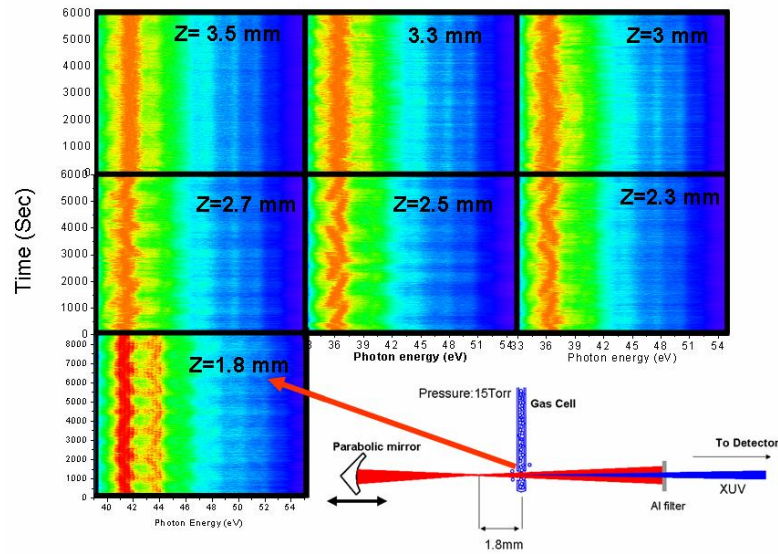 Time (Sec)
6000
5000
4000
3000
2000
1000
0
Z= 3.5 mm
3.3 mm
Z=3 mm
6000
5000
4000
3000
2000
1000
0
Z=2.7 mm
Z=2.5 mm
Z=2.3 mm
36 39 42 45 48 51 54
Photon energy (eV)
33 36 39 42 45 48 51 54
Photon energy (eV)
8000
7000
6000
5000
4000
3000
2000
1000
0
Z=1.8 mm
40 42 44 46 48 50 52 54
Photon Energy (eV)
Pressure:15Torr
Gas Cell
Parabolic mirror
To Detector
XUV
Al filter
1.8mm